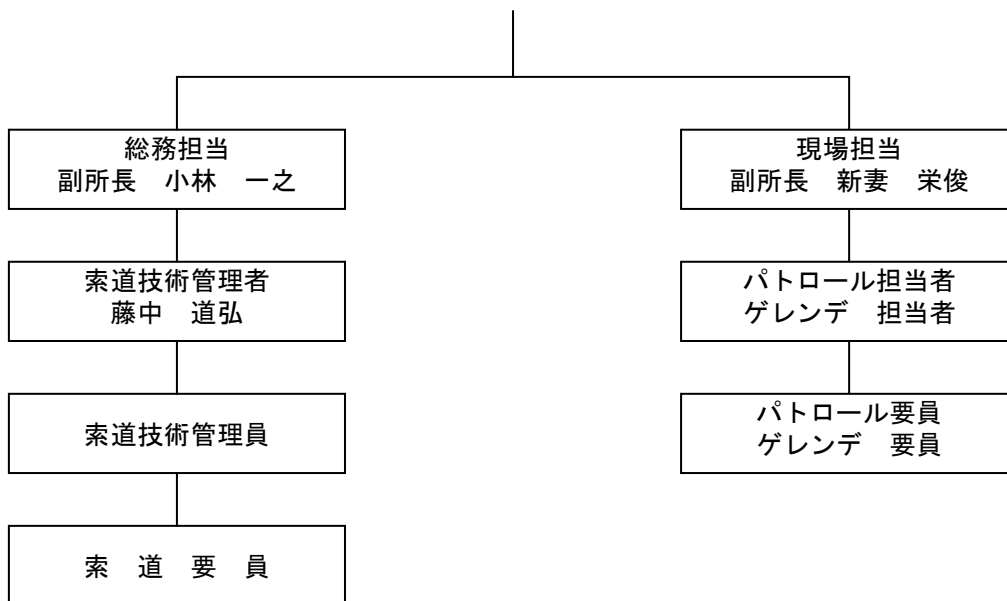 総務担当
副所長　小林　一之
索道技術管理者
藤中　道弘
索道技術管理員
索　道　要　員
現場担当
副所長　新妻　栄俊
パトロール担当者
ゲレンデ　担当者
パトロール要員
ゲレンデ　要員